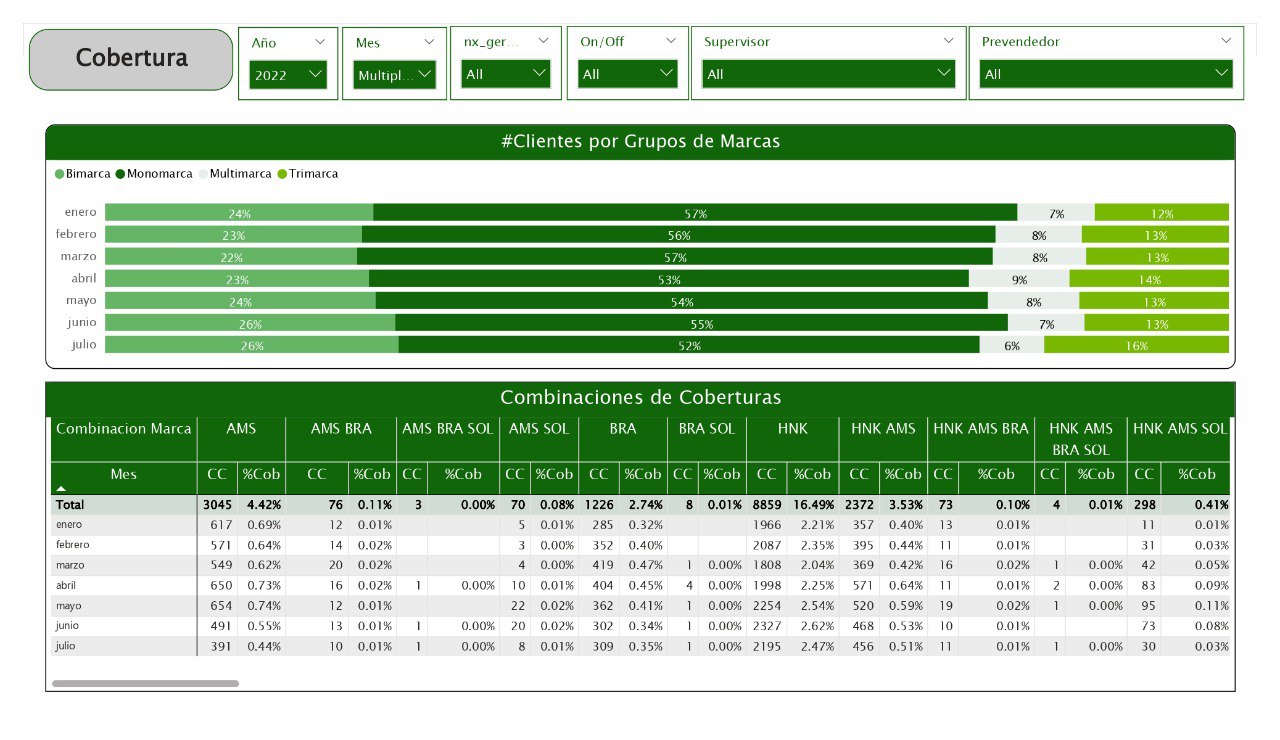 Cobertura
Año
2022
Mes
Multipl...
nx_ger...
All
On/Off
All
Supervisor
All
Prevendedor
All
#Clientes por Grupos de Marcas
Bimarca Monomarca Multimarca Trimarca
enero 24% 57% 7% 12%
febrero 23% 56% 8% 13%
marzo 22% 57% 8% 13%
abril 23% 53% 9% 14%
mayo 24% 54% 8% 13%
junio 26% 55% 7% 13%
julio 26% 52% 6% 16%
Combinaciones de Coberturas
Combinacion Marca AMS AMS BRA AMS BRA SOL AMS SOL BRA BRA SOL HNK HNK AMS HNK AMS BRA HNK AMS BRA SOL HNK AMS SOL
Mes CC %Cob CC %Cob CC %Cob CC %Cob CC %Cob CC %Cob CC %Cob CC %Cob CC %Cob CC %Cob CC %Cob
Total 3045 4.42% 76 0.11% 3 0.00% 70 0.08% 1226 2.74% 8 0.01% 8859 16.49% 2372 3.53% 73 0.10% 4 0.01% 298 0.41%
enero 617 0.69% 12 0.01% 5 0.01% 285 0.32% 1966 2.21% 357 0.40% 13 0.01% 11 0.01%
febrero 571 0.64% 14 0.02% 3 0.00% 352 0.40% 2087 2.35% 395 0.44% 11 0.01% 31 0.03%
marzo 549 0.62% 20 0.02% 4 0.00% 419 0.47% 1 0.00% 1808 2.04% 369 0.42% 16 0.02% 1 0.00% 42 0.05%
abril 650 0.73% 16 0.02% 1 0.00% 10 0.01% 404 0.45% 4 0.00% 1998 2.25% 571 0.64% 11 0.01% 2 0.00% 83 0.09%
mayo 654 0.74% 12 0.01% 22 0.02% 362 0.41% 1 0.00% 2254 2.54% 520 0.59% 19 0.02% 1 0.00% 95 0.11%
junio 491 0.55% 13 0.01% 1 0.00% 20 0.02% 302 0.34% 1 0.00% 2327 2.62% 468 0.53% 10 0.01% 73 0.08%
julio 391 0.44% 10 0.01% 1 0.00% 8 0.01% 309 0.35% 1 0.00% 2195 2.47% 456 0.51% 11 0.01% 1 0.00% 30 0.03%